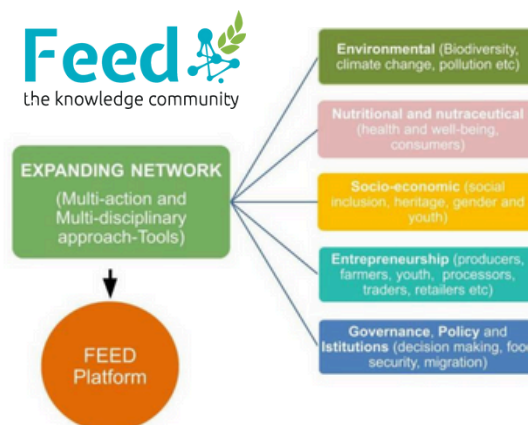 Feed
the knowledge community
EXPANDING NETWORK
(Multi-action and
Multi-disciplinary
approach-Tools)
FEED
Platform
Environmental (Biodiversity,
climate change, pollution etc)
Nutritional and nutraceutical
(health and well-being,
consumers)
Socio-economic (social
inclusion, heritage, gender and
youth)
Entrepreneurship (producers,
farmers, youth, processors,
traders, retailers etc)
Governance, Policy and
Istitutions (decision making, food
security, migration)